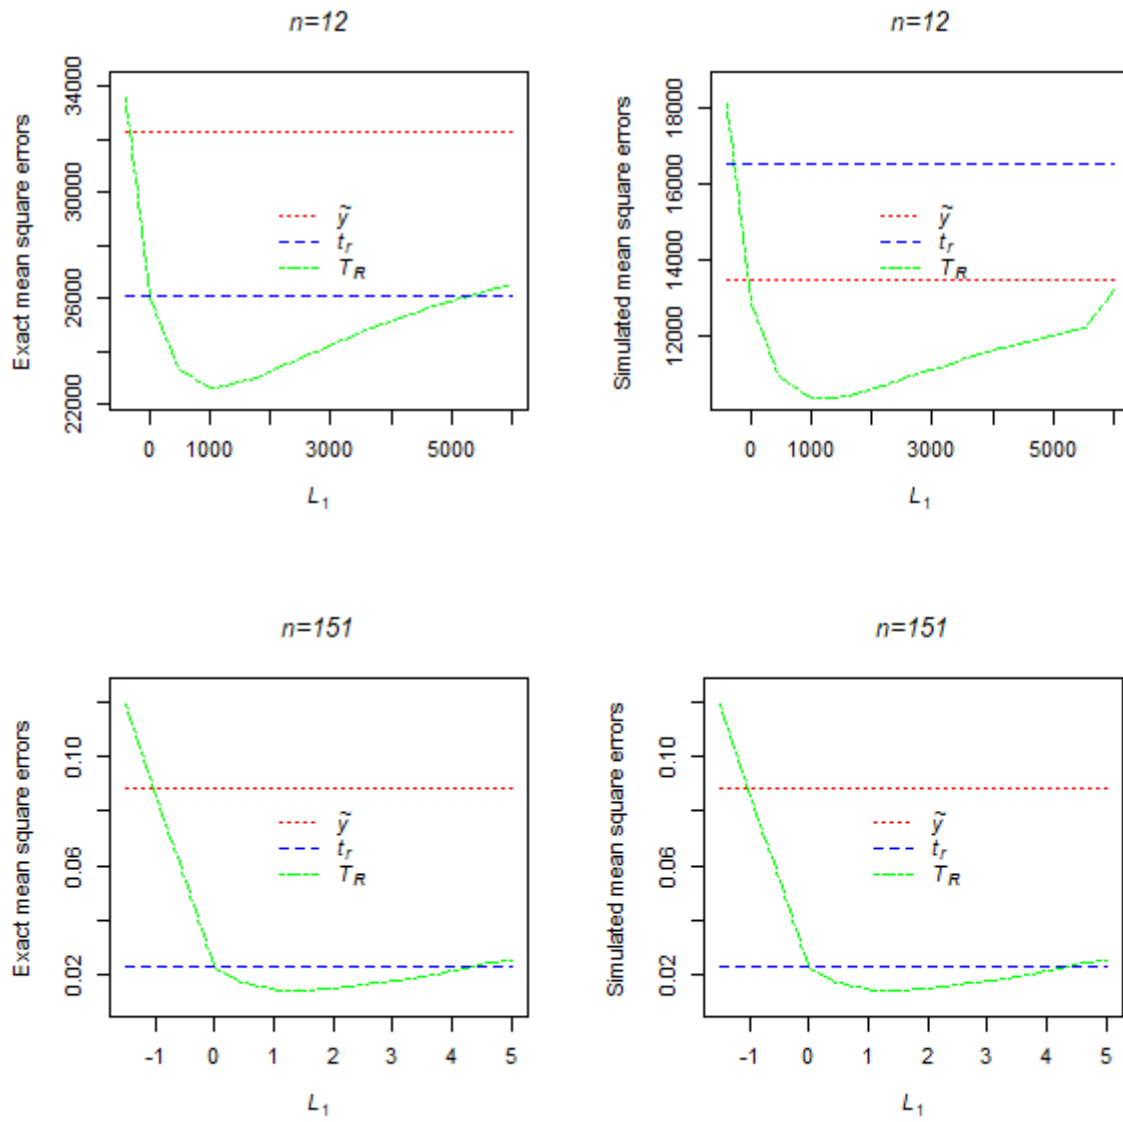 n=12
Exact mean square errors
22000 26000 30000 34000
ỹ
t_r
T_R
0 1000 3000 5000
L_1
n=12
Simulated mean square errors
12000 14000 16000 18000
ỹ
t_r
T_R
0 1000 3000 5000
L_1
n=151
Exact mean square errors
0.02 0.06 0.10
ỹ
t_r
T_R
-1 0 1 2 3 4 5
L_1
n=151
Simulated mean square errors
0.02 0.06 0.10
ỹ
t_r
T_R
-1 0 1 2 3 4 5
L_1